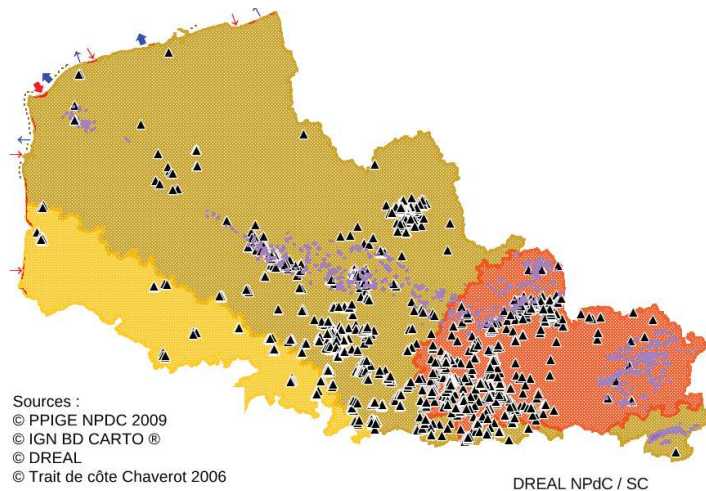 Sources :
© PPIGE NPDC 2009
© IGN BD CARTO ®
© DREAL
© Trait de côte Chaverot 2006
DREAL NPdC / SC